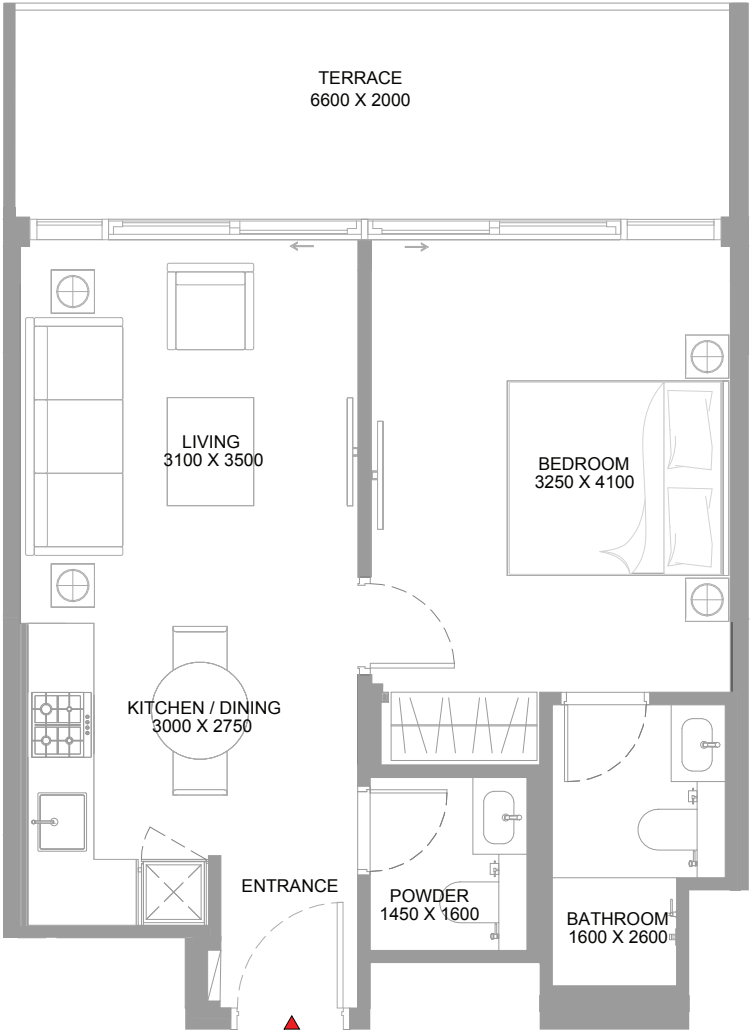 TERRACE
6600 X 2000
LIVING
3100 X 3500
BEDROOM
3250 X 4100
KITCHEN / DINING
3000 X 2750
ENTRANCE
POWDER
1450 X 1600
BATHROOM
1600 X 2600